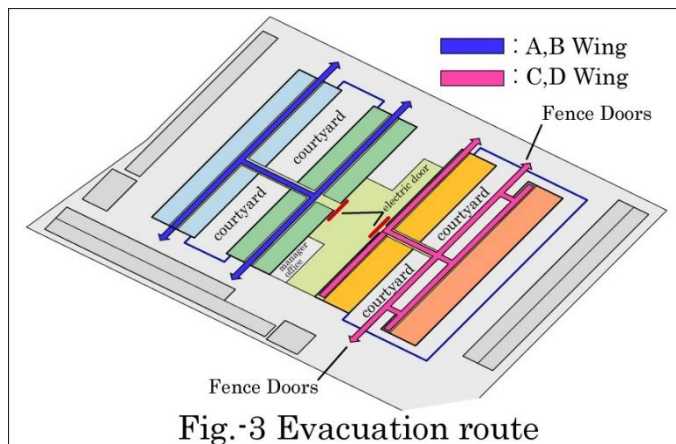 : A,B Wing
: C,D Wing
Fence Doors
courtyard
courtyard
electric door
courtyard
courtyard
manager
office
Fence Doors
Fig.-3 Evacuation route